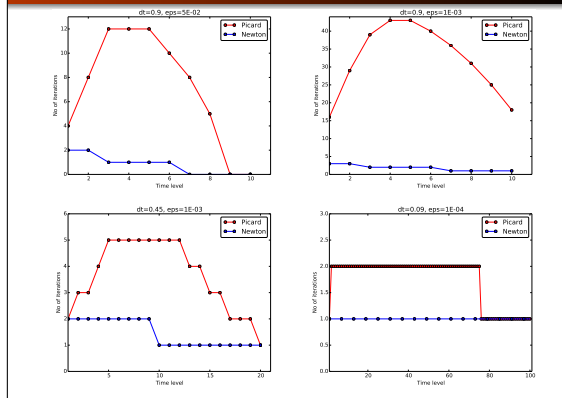 dt=0.9, eps=5E-02
Picard
Newton
No of iterations
12
10
8
6
4
2
0
2 4 6 8 10
Time level
dt=0.9, eps=1E-03
Picard
Newton
No of iterations
40
35
30
25
20
15
10
5
0
2 4 6 8 10
Time level
dt=0.45, eps=1E-03
Picard
Newton
No of iterations
6
5
4
3
2
1
0
5 10 15 20
Time level
dt=0.09, eps=1E-04
Picard
Newton
No of iterations
3.0
2.5
2.0
1.5
1.0
0.5
0.0
20 40 60 80 100
Time level